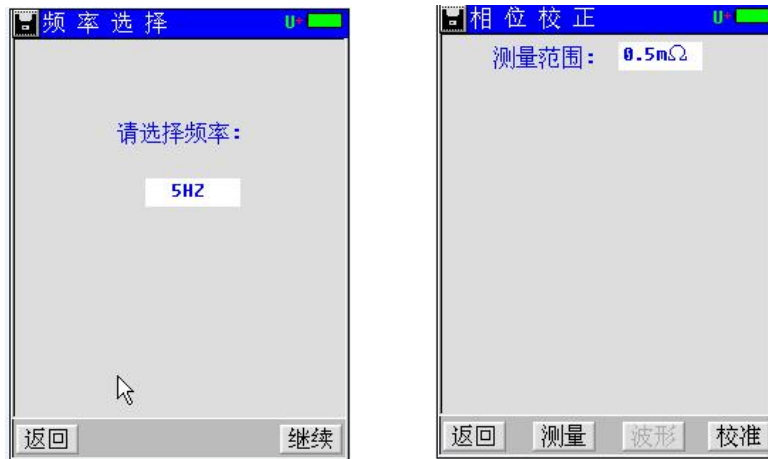 频率选择 U+
请选择频率：
5HZ
返回 继续
相位校正 U+
测量范围： 0.5mΩ
返回 测量 波形 校准